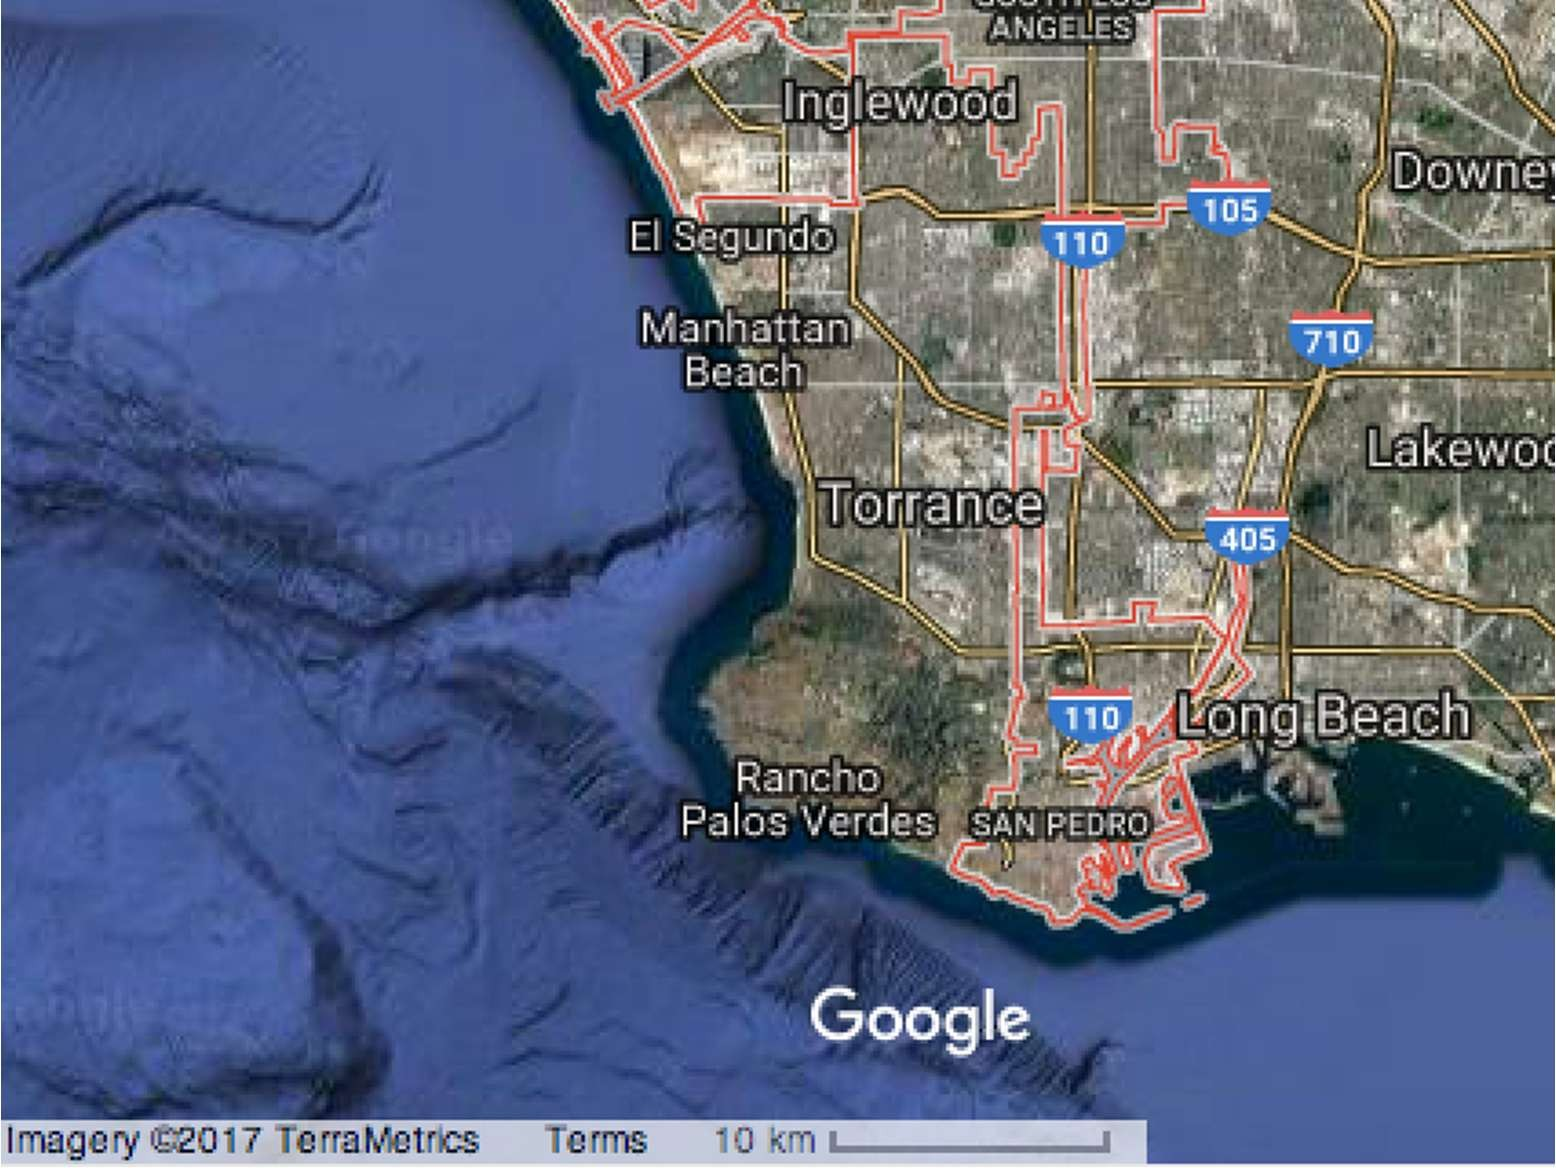 ANGELES
Inglewood
Downey
105
110
El Segundo
Manhattan
Beach
710
Lakewoo
Torrance
405
110
Long Beach
Rancho
Palos Verdes
SAN PEDRO
Google
Imagery ©2017 TerraMetrics
Terms
10 km